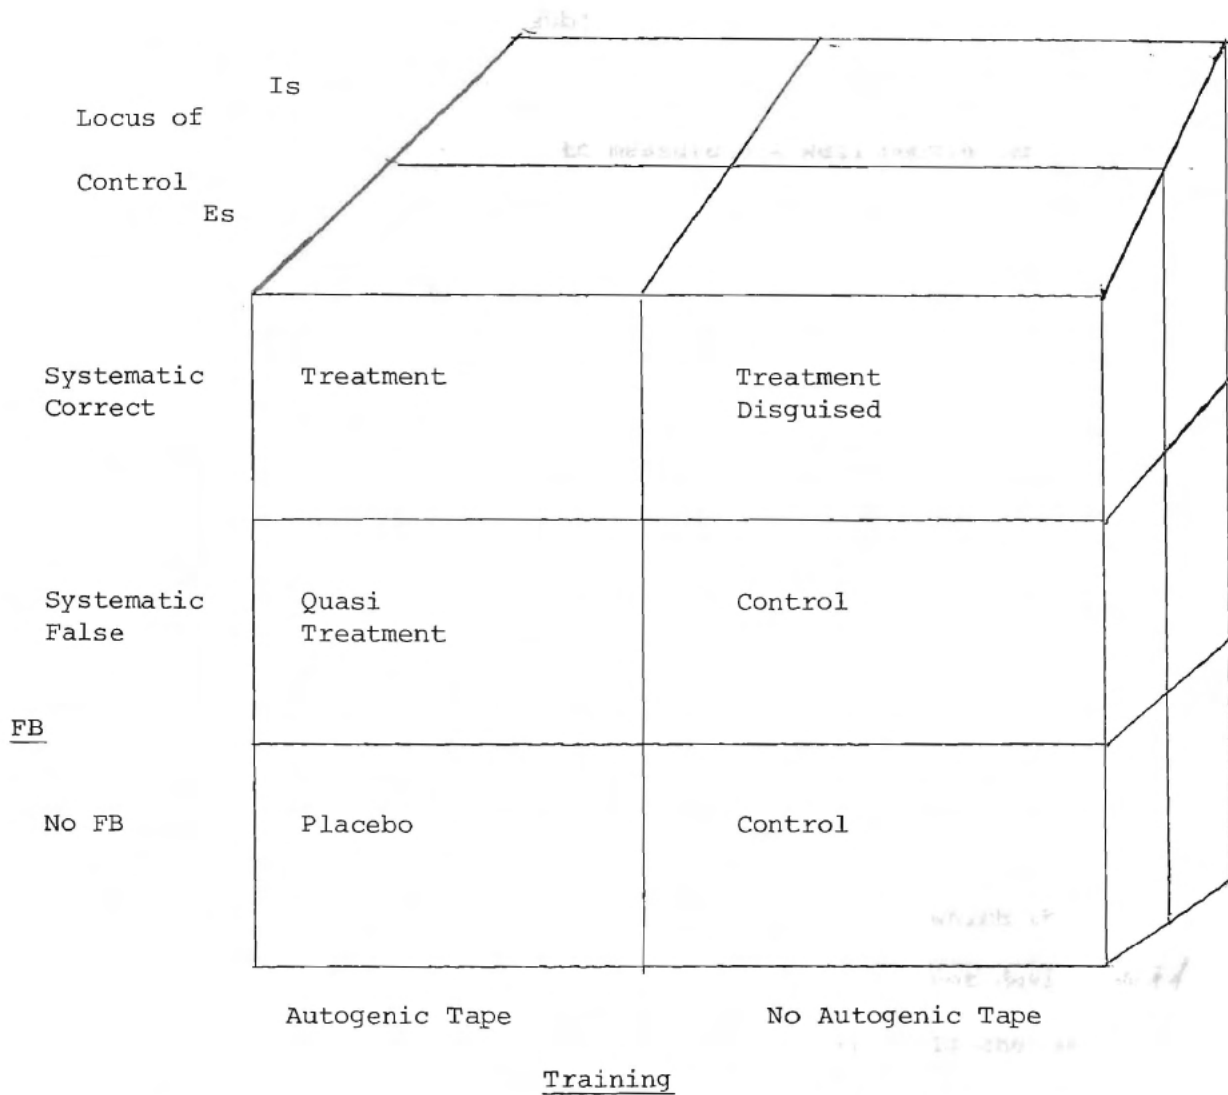 Is
Locus of
Control
Es
Systematic
Correct
Treatment
Treatment
Disguised
Systematic
False
Quasi
Treatment
Control
FB
No FB
Placebo
Control
Autogenic Tape
No Autogenic Tape
Training